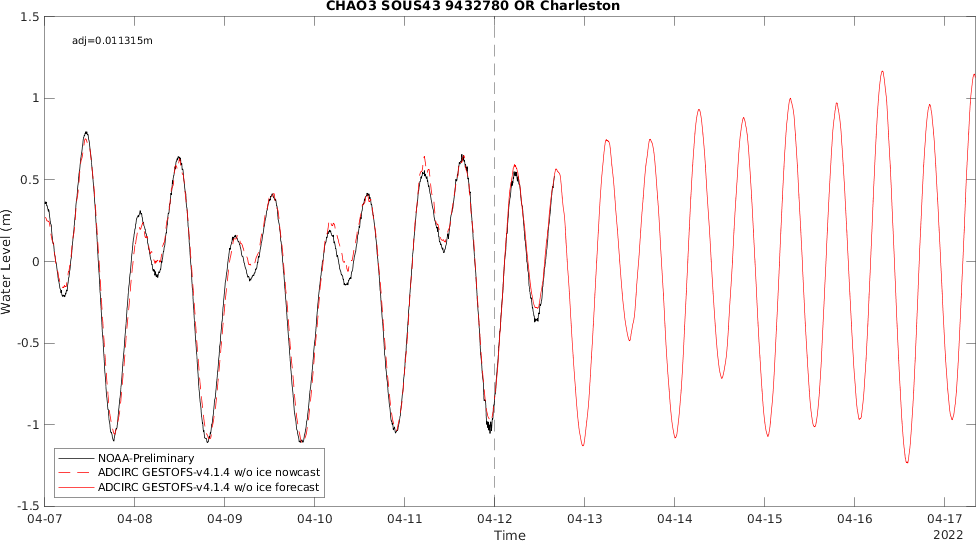 CHAO3 SOUS43 9432780 OR Charleston
adj=0.011315m
1.5
1
0.5
0
-0.5
-1
-1.5
Water Level (m)
NOAA-Preliminary
ADCIRC GESTOFS-v4.1.4 w/o ice nowcast
ADCIRC GESTOFS-v4.1.4 w/o ice forecast
04-07 04-08 04-09 04-10 04-11 04-12 04-13 04-14 04-15 04-16 04-17
Time
2022